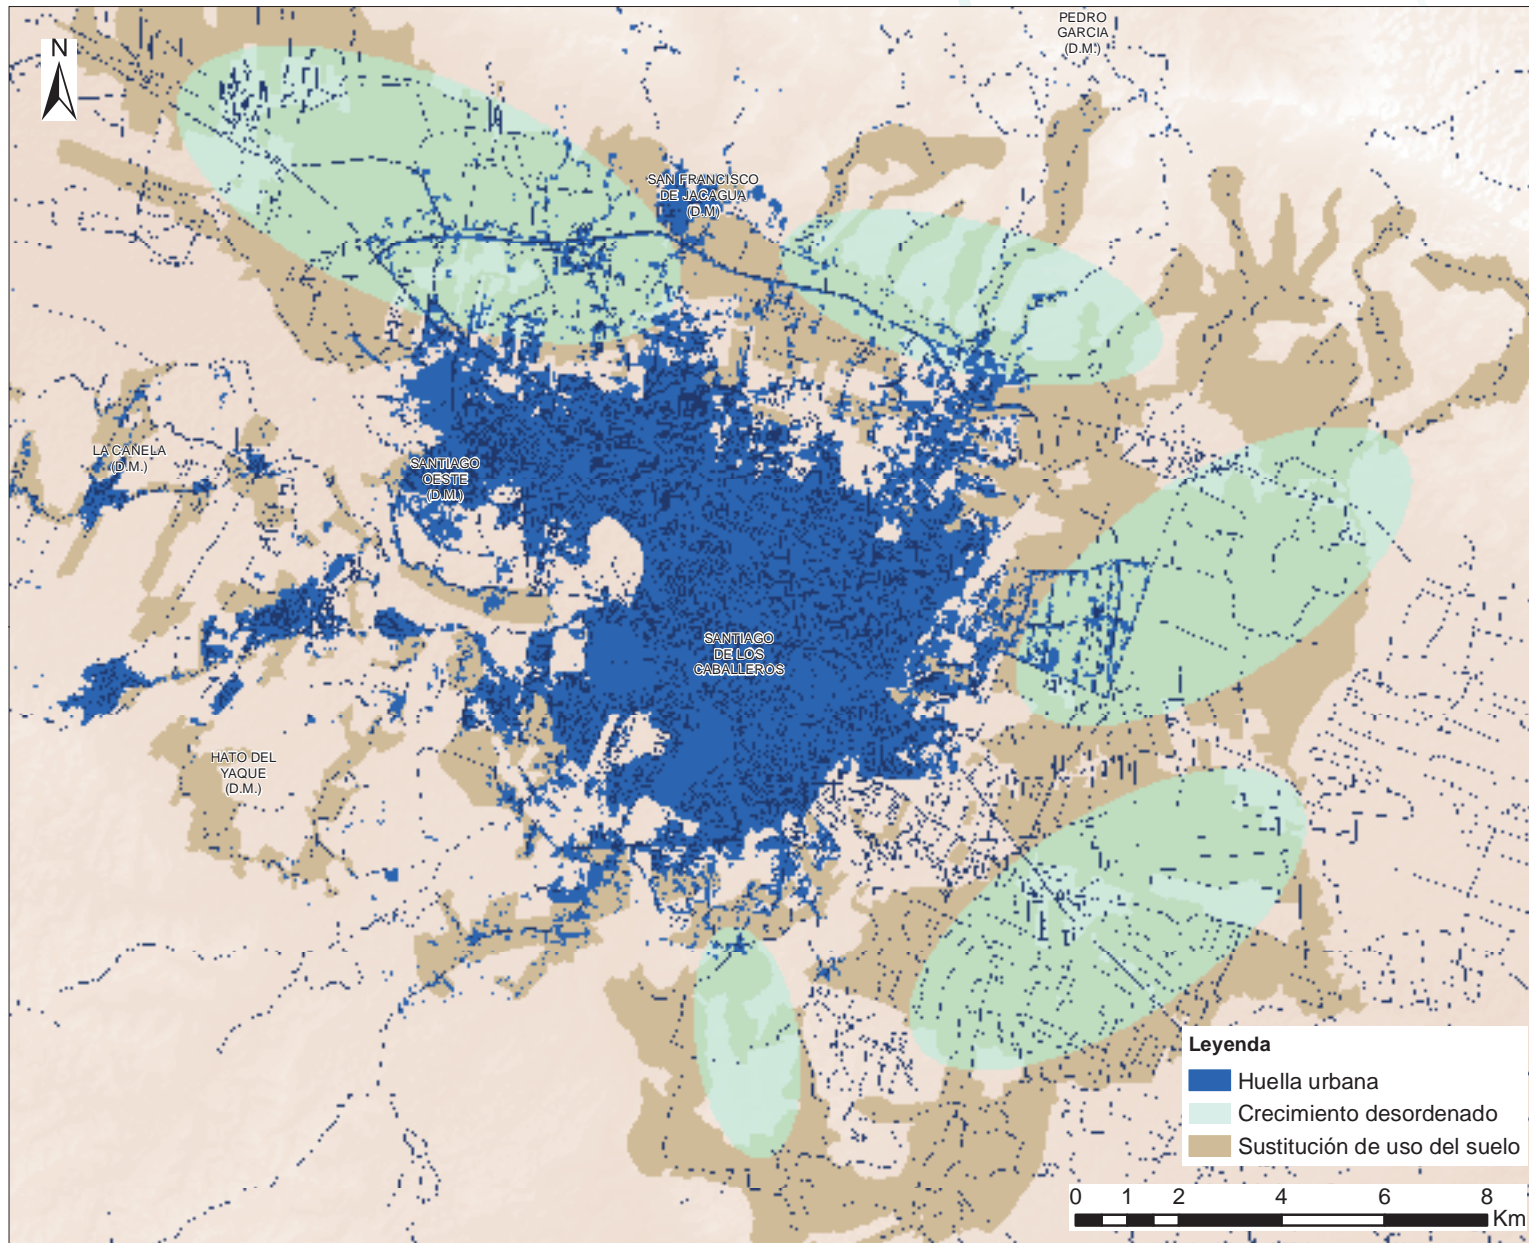 PEDRO
GARCIA
(D.M.)
N
SAN FRANCISCO
DE JACAGUA
(D.M)
LA CANELA
(D.M.)
SANTIAGO
OESTE
(D.M.)
SANTIAGO
DE LOS
CABALLEROS
HATO DEL
YAQUE
(D.M.)
Leyenda
Huella urbana
Crecimiento desordenado
Sustitución de uso del suelo
0 1 2 4 6 8
Km